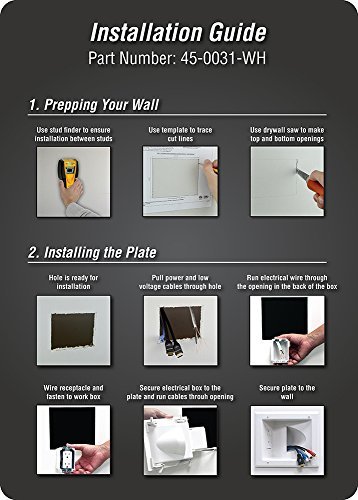 Installation Guide
Part Number: 45-0031-WH
1. Prepping Your Wall
Use stud finder to ensure
installation between studs
Use template to trace
cut lines
Use drywall saw to make
top and bottom openings
2. Installing the Plate
Hole is ready for
installation
Pull power and low
voltage cables through hole
Run electrical wire through
the opening in the back of the box
Wire receptacle and
fasten to work box
Secure electrical box to the
plate and run cables throuh opening
Secure plate to the
wall